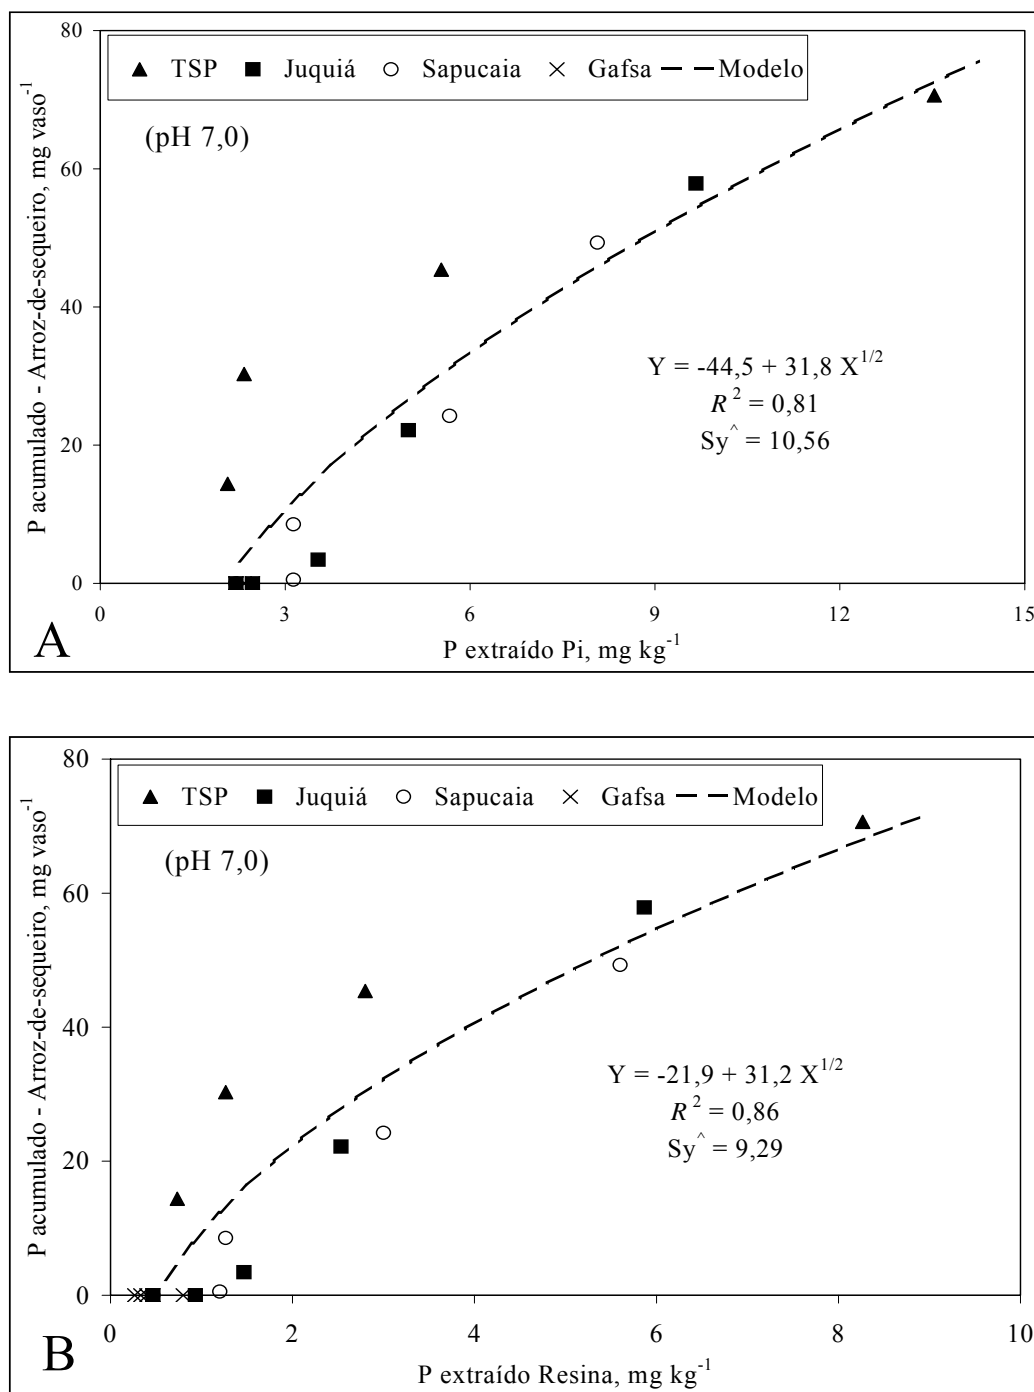 80
TSP Juquiá Sapucaia Gafsa Modelo
(pH 7,0)
60
40
20
0
P acumulado - Arroz-de-sequeiro, mg vaso-1
Y = -44,5 + 31,8 X1/2
R2 = 0,81
Sy^ = 10,56
0 3 6 9 12 15
P extraído Pi, mg kg-1
A
80
TSP Juquiá Sapucaia Gafsa Modelo
(pH 7,0)
60
40
20
0
P acumulado - Arroz-de-sequeiro, mg vaso-1
Y = -21,9 + 31,2 X1/2
R2 = 0,86
Sy^ = 9,29
0 2 4 6 8 10
P extraído Resina, mg kg-1
B